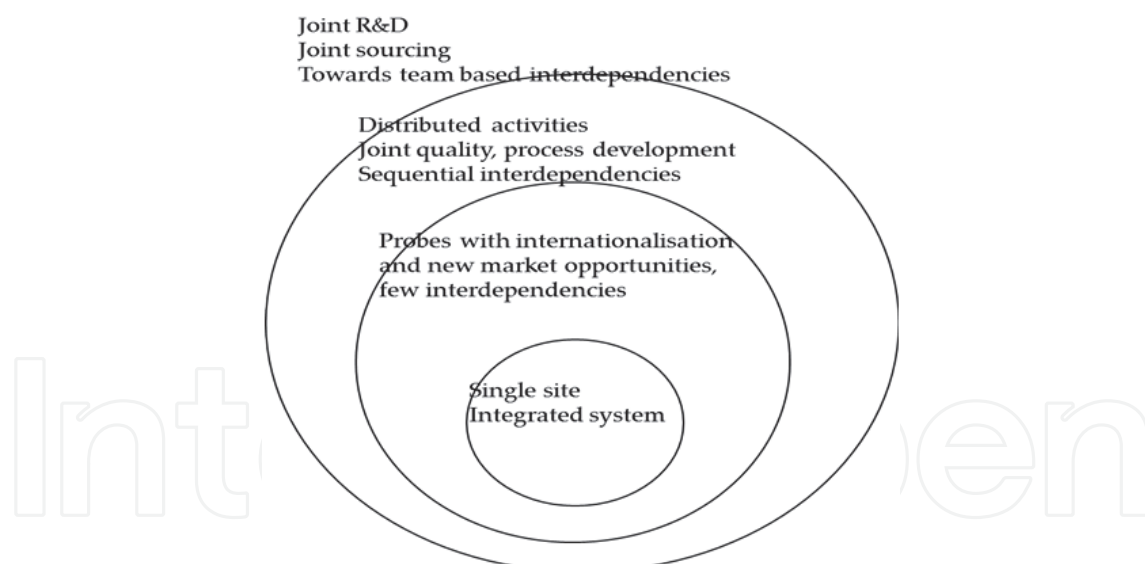 Joint R&D
Joint sourcing
Towards team based interdependencies
Distributed activities
Joint quality, process development
Sequential interdependencies
Probes with internationalisation
and new market opportunities,
few interdependencies
Single site
Integrated system